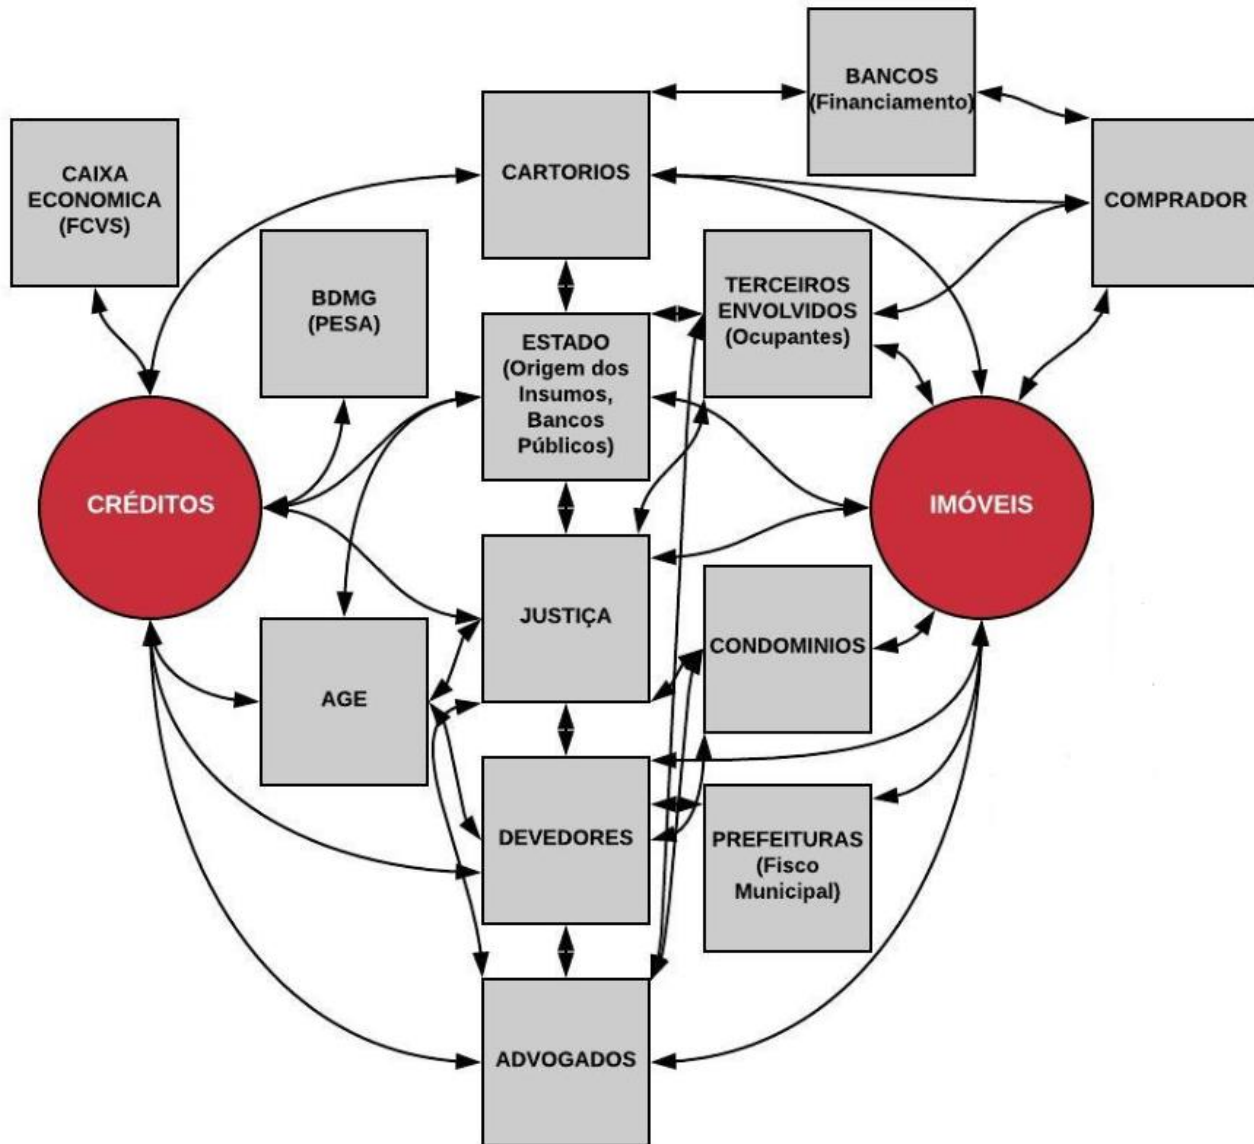 BANCOS
(Financiamento)
CARTORIOS
CAIXA
ECONOMICA
(FCVS)
COMPRADOR
BDMG
(PESA)
TERCEIROS
ENVOLVIDOS
(Ocupantes)
ESTADO
(Origem dos
Insumos,
Bancos
Públicos)
CRÉDITOS
IMÓVEIS
JUSTIÇA
CONDOMINIOS
AGE
DEVEDORES
PREFEITURAS
(Fisco
Municipal)
ADVOGADOS